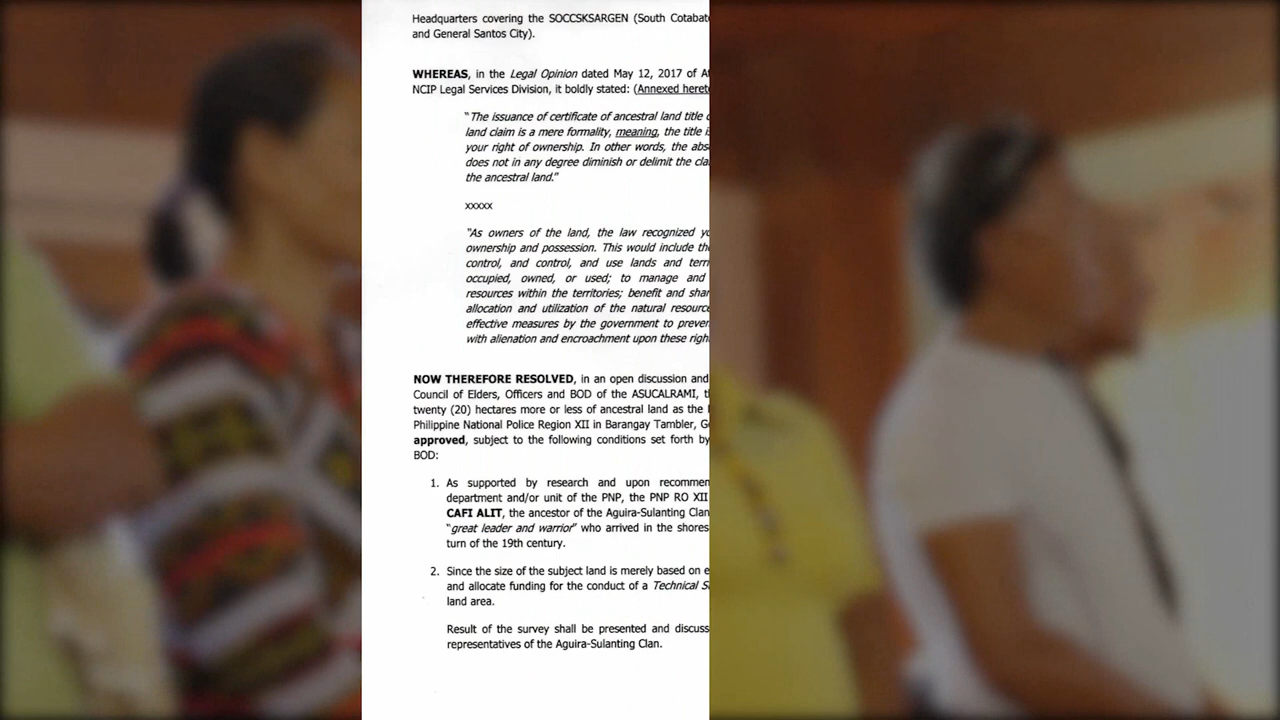 Headquarters covering the SOCCSKSARGEN (South Cotabat
and General Santos City).
WHEREAS, in the Legal Opinion dated May 12, 2017 of
NCIP Legal Services Division, it boldly stated: (Annexed heret
"The issuance of certificate of ancestral land title
land claim is a mere formality, meaning, the title
your right of ownership. In other words, the abs
does not in any degree diminish or delimit the cla
the ancestral land."
xxxxx
"As owners of the land, the law recognized y
ownership and possession. This would include th
control, and control, and use lands and terr
occupied, owned, or used; to manage and
resources within the territories; benefit and shar
allocation and utilization of the natural resourc
effective measures by the government to preven
with alienation and encroachment upon these righ
NOW THEREFORE RESOLVED, in an open discussion and
Council of Elders, Officers and BOD of the ASUCALRAMI, t
twenty (20) hectares more or less of ancestral land as the
Philippine National Police Region XII in Barangay Tambler, G
approved, subject to the following conditions set forth by
BOD:
1. As supported by research and upon recommen
department and/or unit of the PNP, the PNP RO XII
CAFI ALIT, the ancestor of the Aguira-Sulanting Clan
"great leader and warrior" who arrived in the shores
turn of the 19th century.
2. Since the size of the subject land is merely based on e
and allocate funding for the conduct of a Technical S
land area.
Result of the survey shall be presented and discuss
representatives of the Aguira-Sulanting Clan.